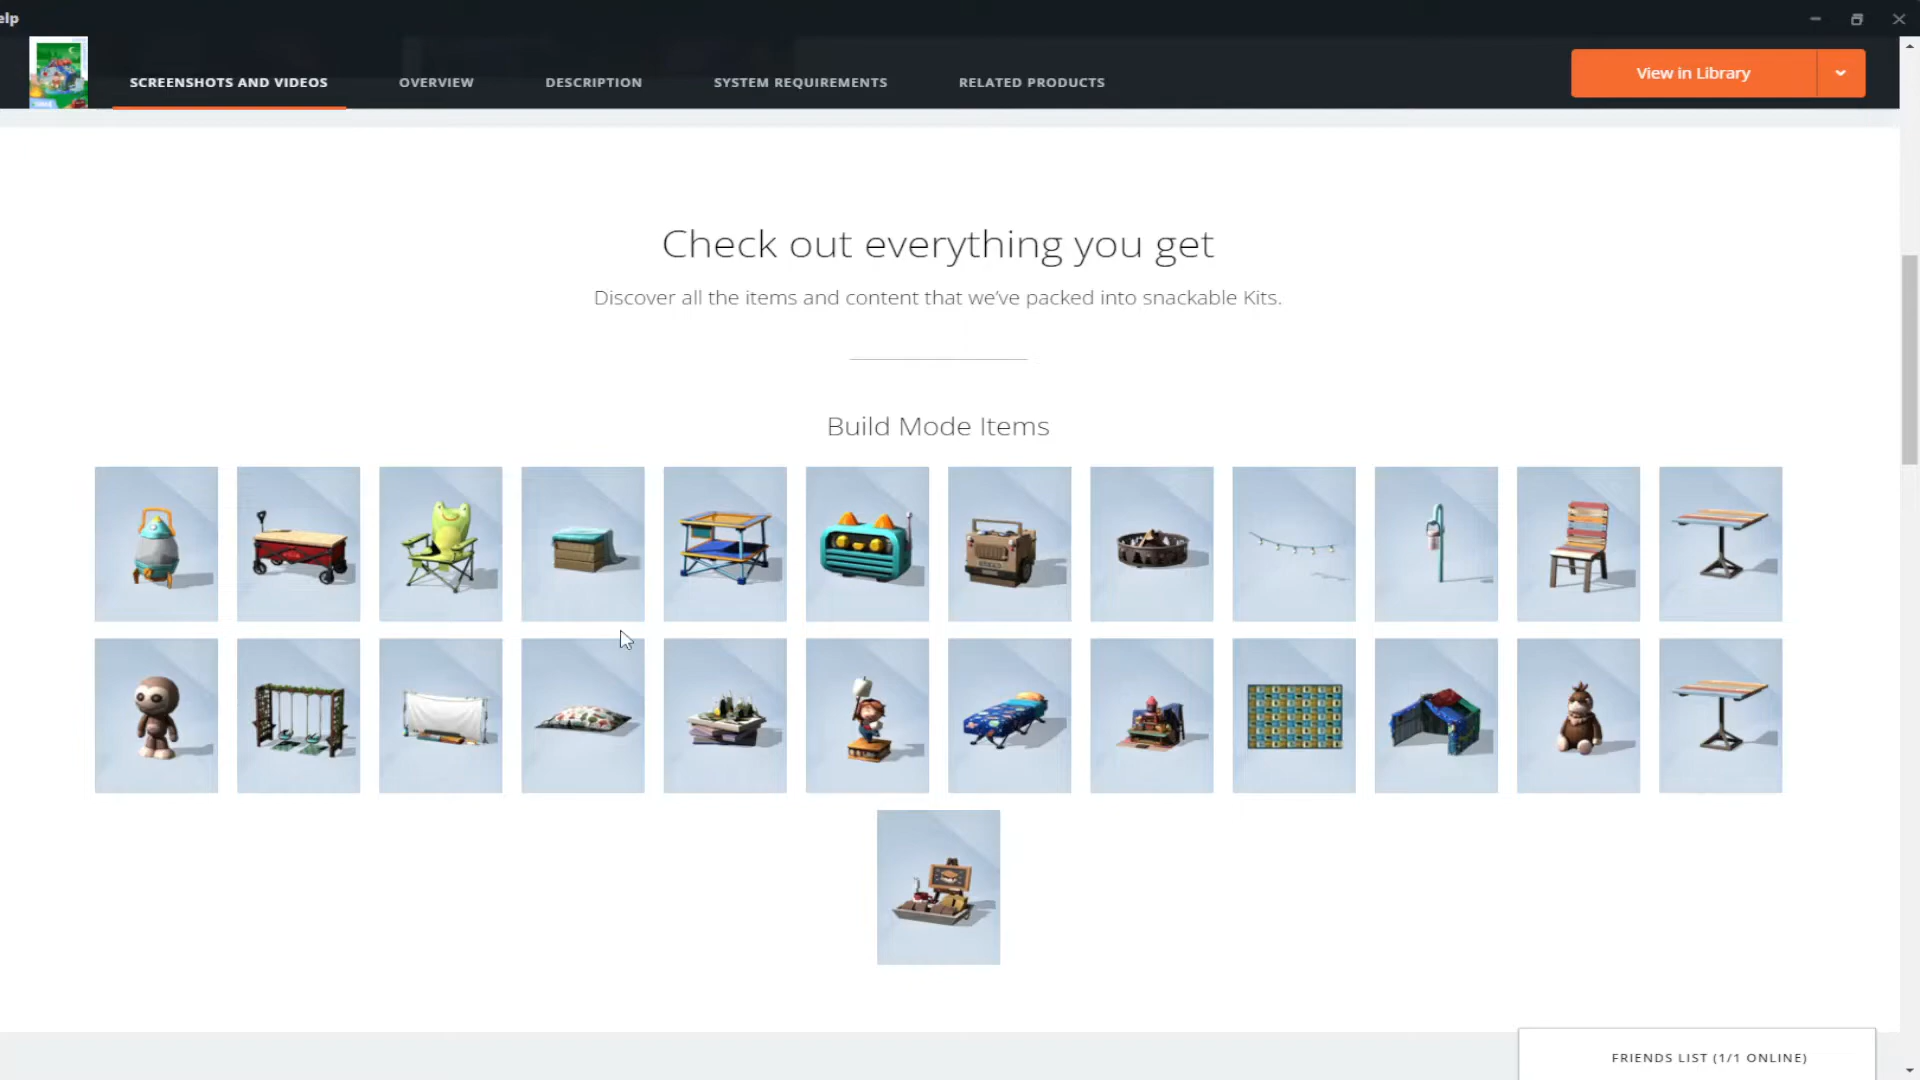 elp
SCREENSHOTS AND VIDEOS
OVERVIEW
DESCRIPTION
SYSTEM REQUIREMENTS
RELATED PRODUCTS
View in Library
Check out everything you get
Discover all the items and content that we've packed into snackable Kits.
Build Mode Items
FRIENDS LIST (1/1 ONLINE)